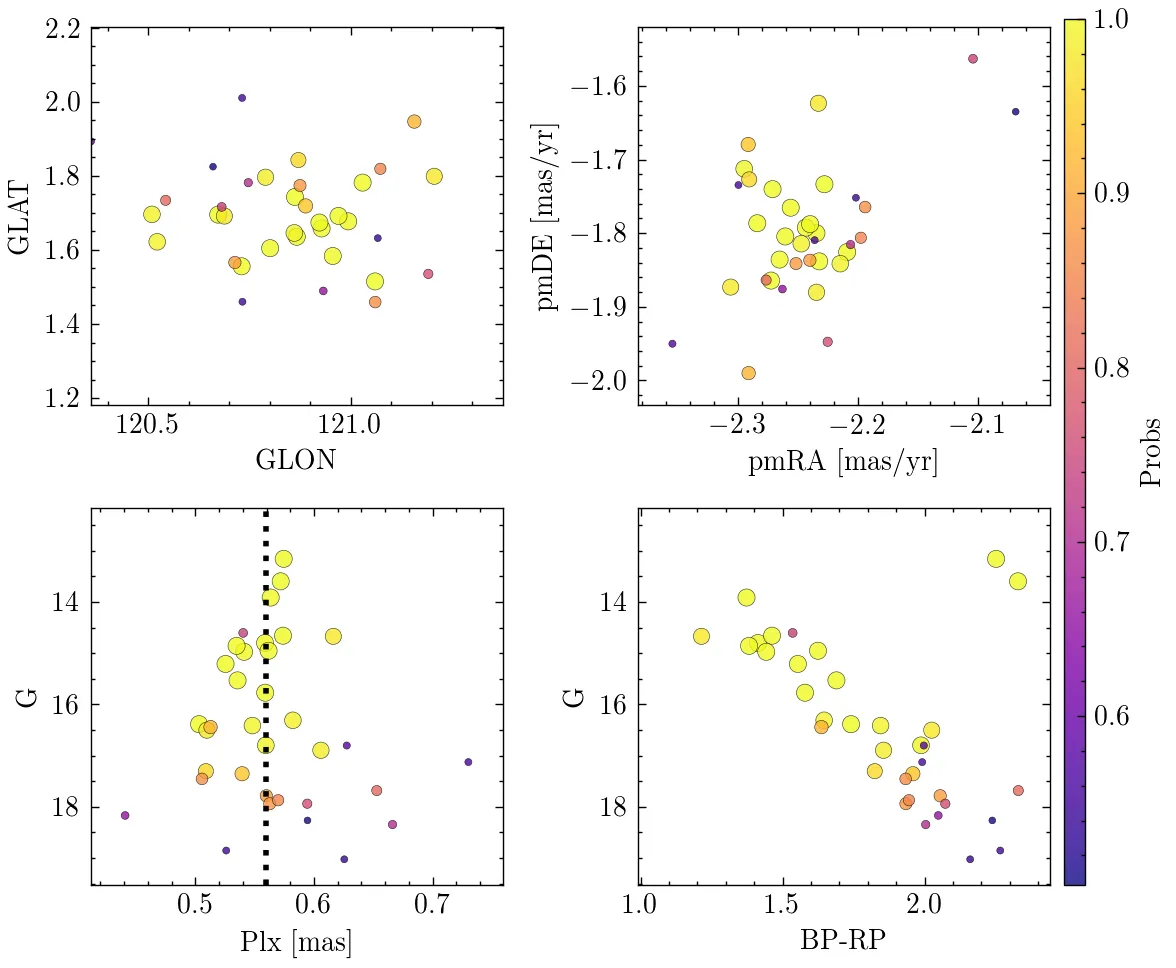 2.2
2.0
1.8
1.6
1.4
1.2
GLAT
120.5 121.0
GLON
−1.6
−1.7
−1.8
−1.9
−2.0
pmDE [mas/yr]
−2.3 −2.2 −2.1
pmRA [mas/yr]
14
16
18
G
0.5 0.6 0.7
Plx [mas]
14
16
18
G
1.0 1.5 2.0
BP-RP
1.0
0.9
0.8
0.7
0.6
Probs